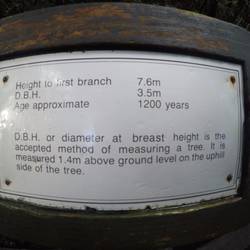 Height to first branch 7.6m
D.B.H. 3.5m
Age approximate 1200 years
D.B.H. or diameter at breast height is the
accepted method of measuring a tree. It is
measured 1.4m above ground level on the uphill
side of the tree.